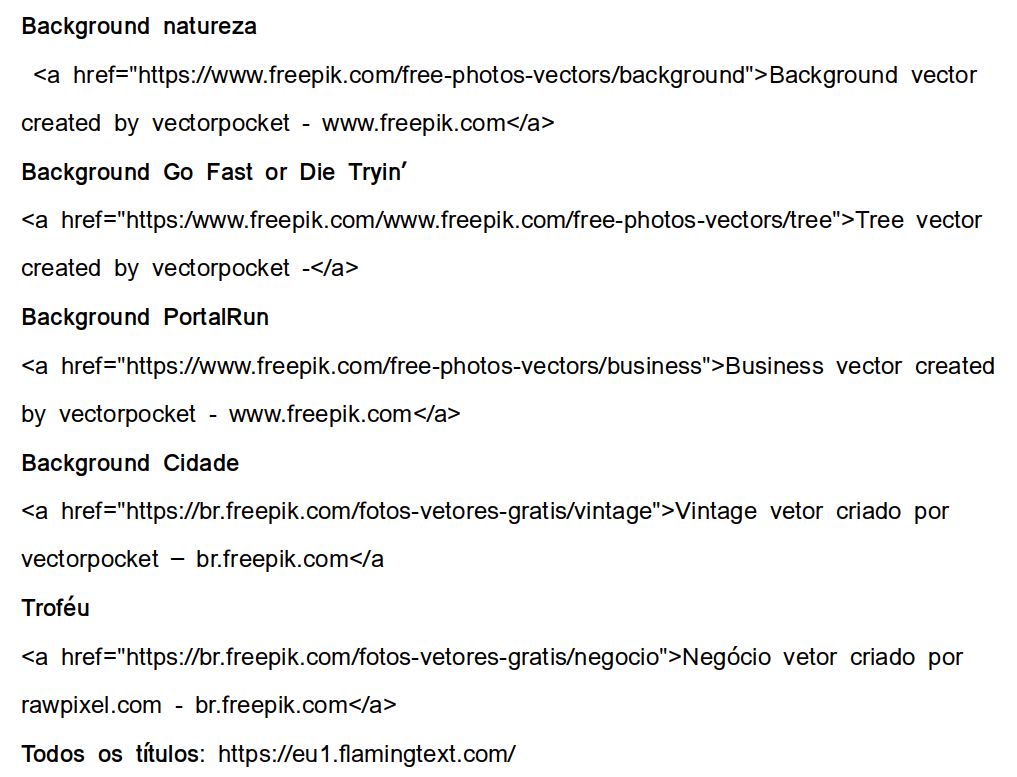 Background natureza
<a href="https://www.freepik.com/free-photos-vectors/background">Background vector
created by vectorpocket - www.freepik.com</a>
Background Go Fast or Die Tryin’
<a href="https:/www.freepik.com/www.freepik.com/free-photos-vectors/tree">Tree vector
created by vectorpocket -</a>
Background PortalRun
<a href="https://www.freepik.com/free-photos-vectors/business">Business vector created
by vectorpocket - www.freepik.com</a>
Background Cidade
<a href="https://br.freepik.com/fotos-vetores-gratis/vintage">Vintage vetor criado por
vectorpocket – br.freepik.com</a
Troféu
<a href="https://br.freepik.com/fotos-vetores-gratis/negocio">Negócio vetor criado por
rawpixel.com - br.freepik.com</a>
Todos os títulos: https://eu1.flamingtext.com/